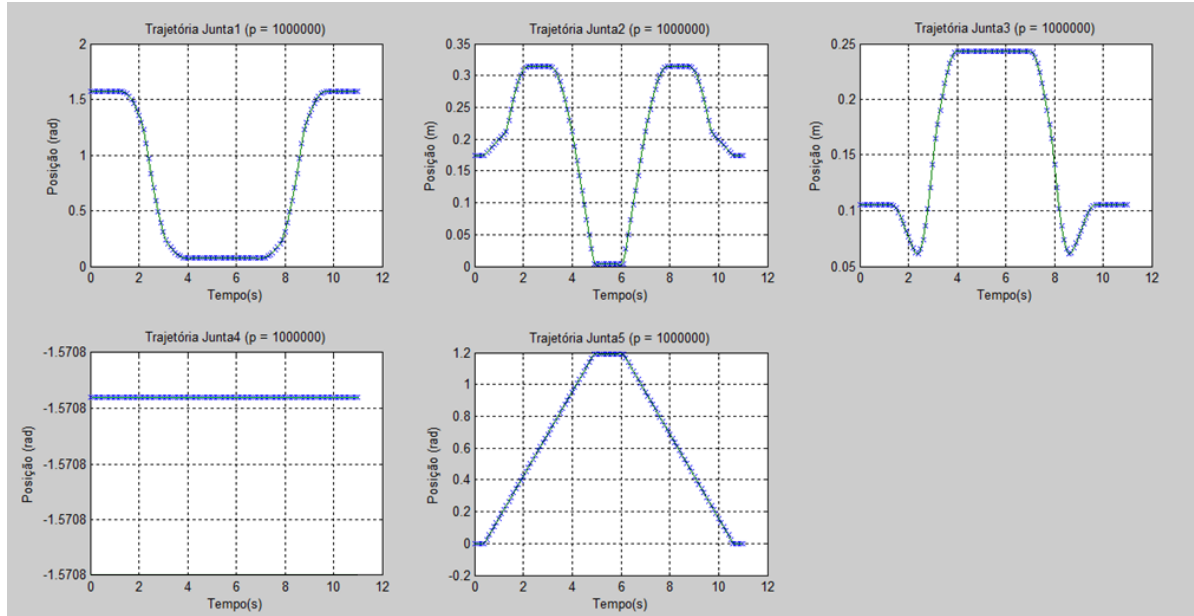 Trajetória Junta1 (p = 1000000)
2
1.5
1
0.5
0
Posição (rad)
0 2 4 6 8 10 12
Tempo(s)
Trajetória Junta2 (p = 1000000)
0.35
0.3
0.25
0.2
0.15
0.1
0.05
0
Posição (m)
0 2 4 6 8 10 12
Tempo(s)
Trajetória Junta3 (p = 1000000)
0.25
0.2
0.15
0.1
0.05
Posição (m)
0 2 4 6 8 10 12
Tempo(s)
Trajetória Junta4 (p = 1000000)
-1.5708
-1.5708
-1.5708
-1.5708
-1.5708
Posição (rad)
0 2 4 6 8 10 12
Tempo(s)
Trajetória Junta5 (p = 1000000)
1.2
1
0.8
0.6
0.4
0.2
0
-0.2
Posição (rad)
0 2 4 6 8 10 12
Tempo(s)